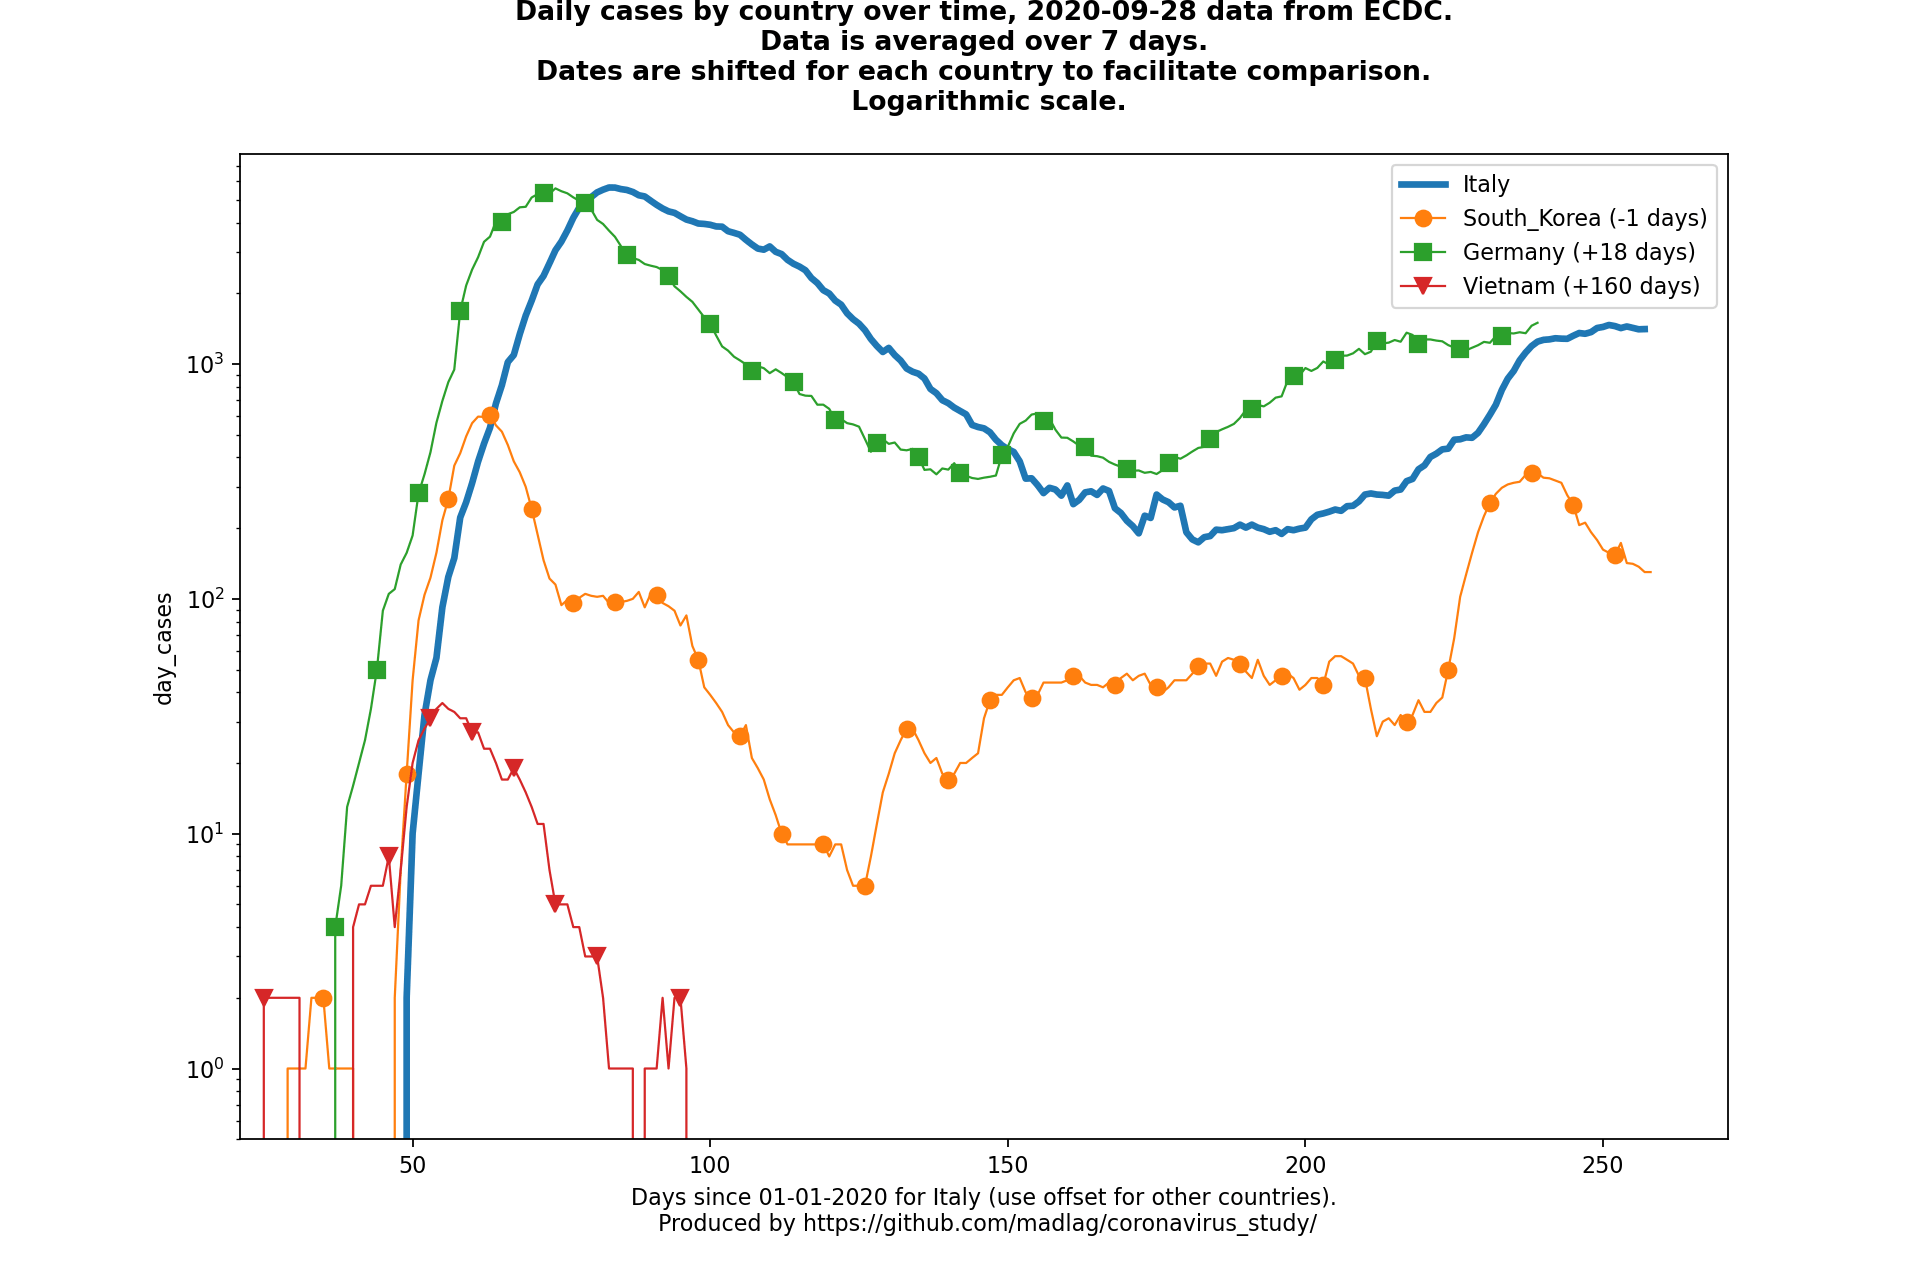 Daily cases by country over time, 2020-09-28 data from ECDC.
Data is averaged over 7 days.
Dates are shifted for each country to facilitate comparison.
Logarithmic scale.
Italy
South_Korea (-1 days)
Germany (+18 days)
Vietnam (+160 days)
10³
10²
10¹
10⁰
day_cases
50 100 150 200 250
Days since 01-01-2020 for Italy (use offset for other countries).
Produced by https://github.com/madlag/coronavirus_study/